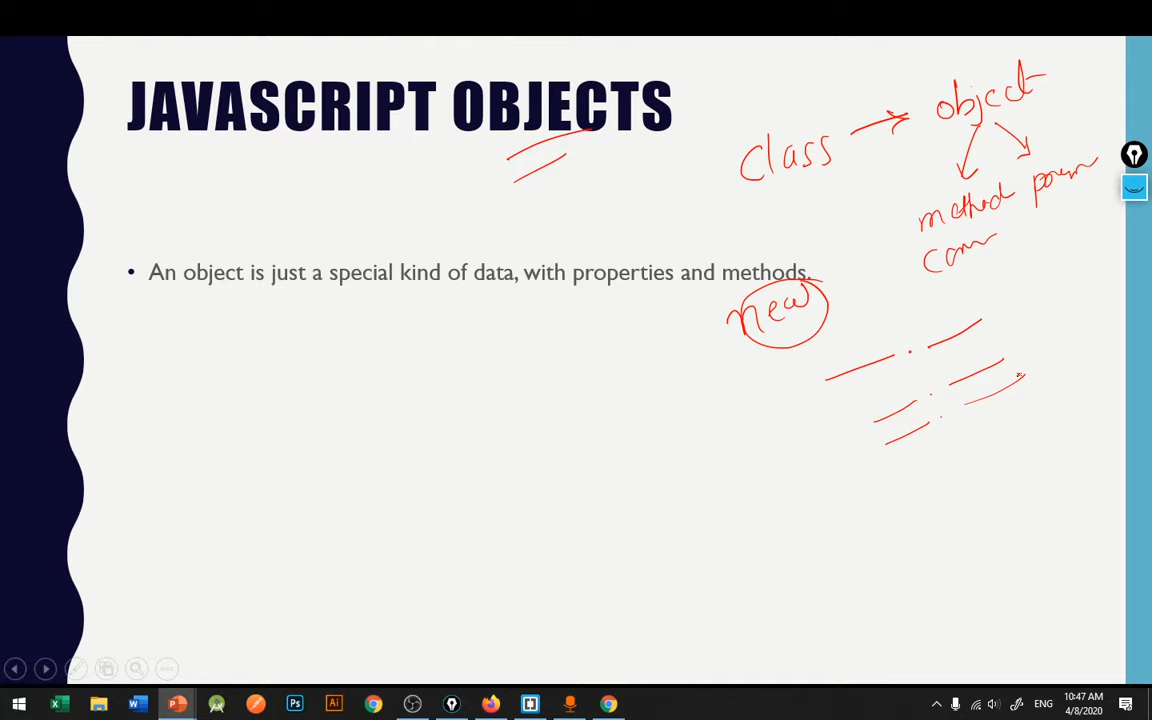 JAVASCRIPT OBJECTS
class → object
method
• An object is just a special kind of data, with properties and methods.
new
ENG
10:47 AM
4/8/2020